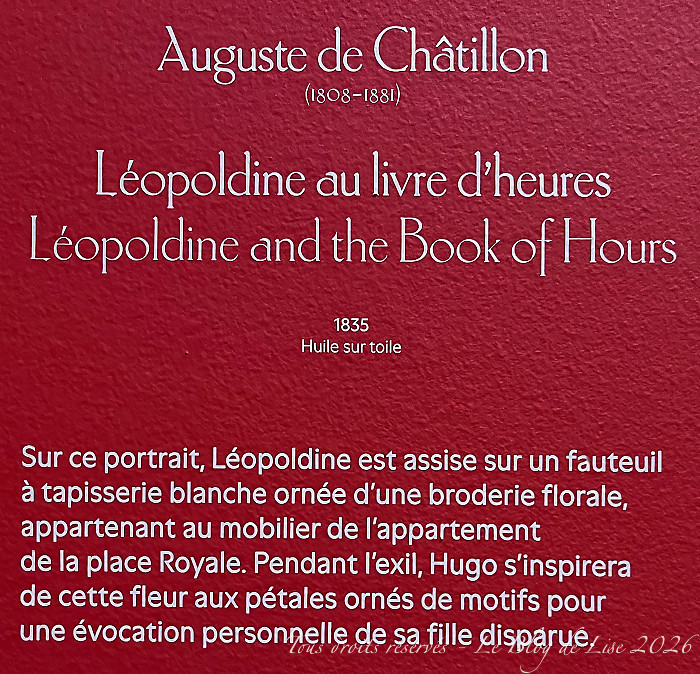 Auguste de Châtillon
(1808-1881)
Léopoldine au livre d'heures
Léopoldine and the Book of Hours
1835
Huile sur toile
Sur ce portrait, Léopoldine est assise sur un fauteuil
à tapisserie blanche ornée d'une broderie florale,
appartenant au mobilier de l'appartement
de la place Royale. Pendant l'exil, Hugo s'inspirera
de cette fleur aux pétales ornés de motifs pour
une évocation personnelle de sa fille disparue.
Tous droits réservés - Le Blog de Lise 2026